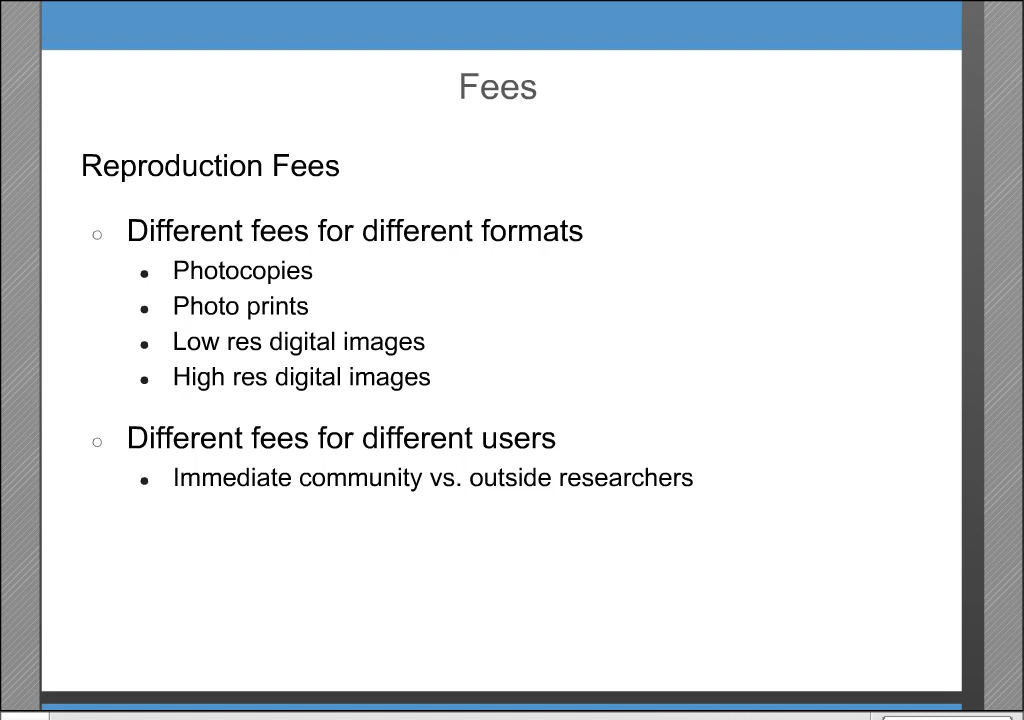 Fees
Reproduction Fees
○ Different fees for different formats
● Photocopies
● Photo prints
● Low res digital images
● High res digital images
○ Different fees for different users
● Immediate community vs. outside researchers